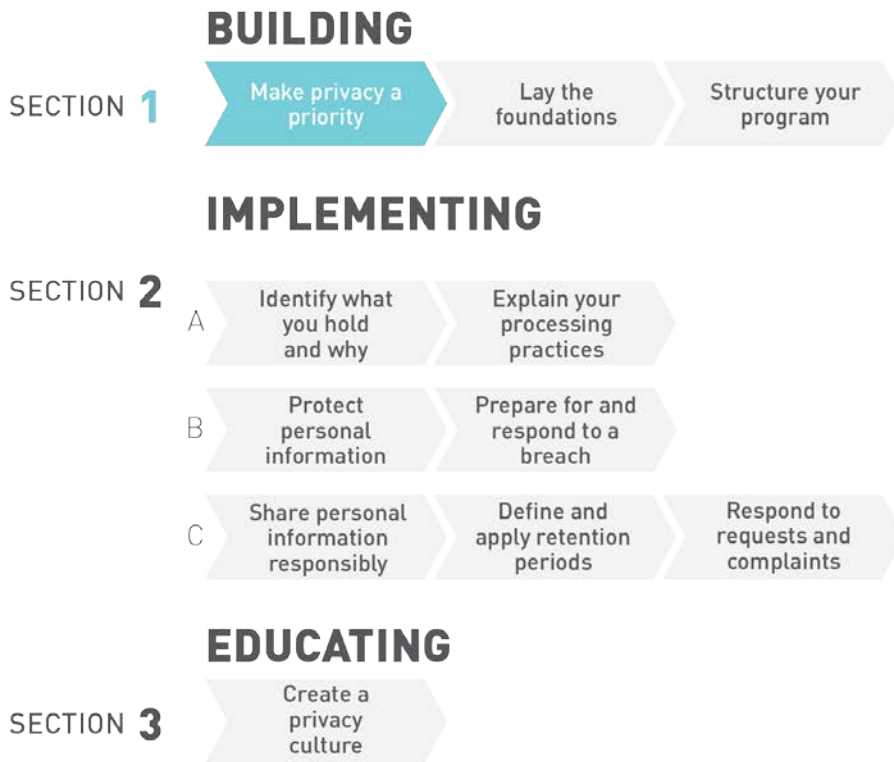 BUILDING
SECTION 1
Make privacy a
priority
Lay the
foundations
Structure your
program
IMPLEMENTING
SECTION 2
A
Identify what
you hold
and why
Explain your
processing
practices
B
Protect
personal
information
Prepare for and
respond to a
breach
C
Share personal
information
responsibly
Define and
apply retention
periods
Respond to
requests and
complaints
EDUCATING
SECTION 3
Create a
privacy
culture